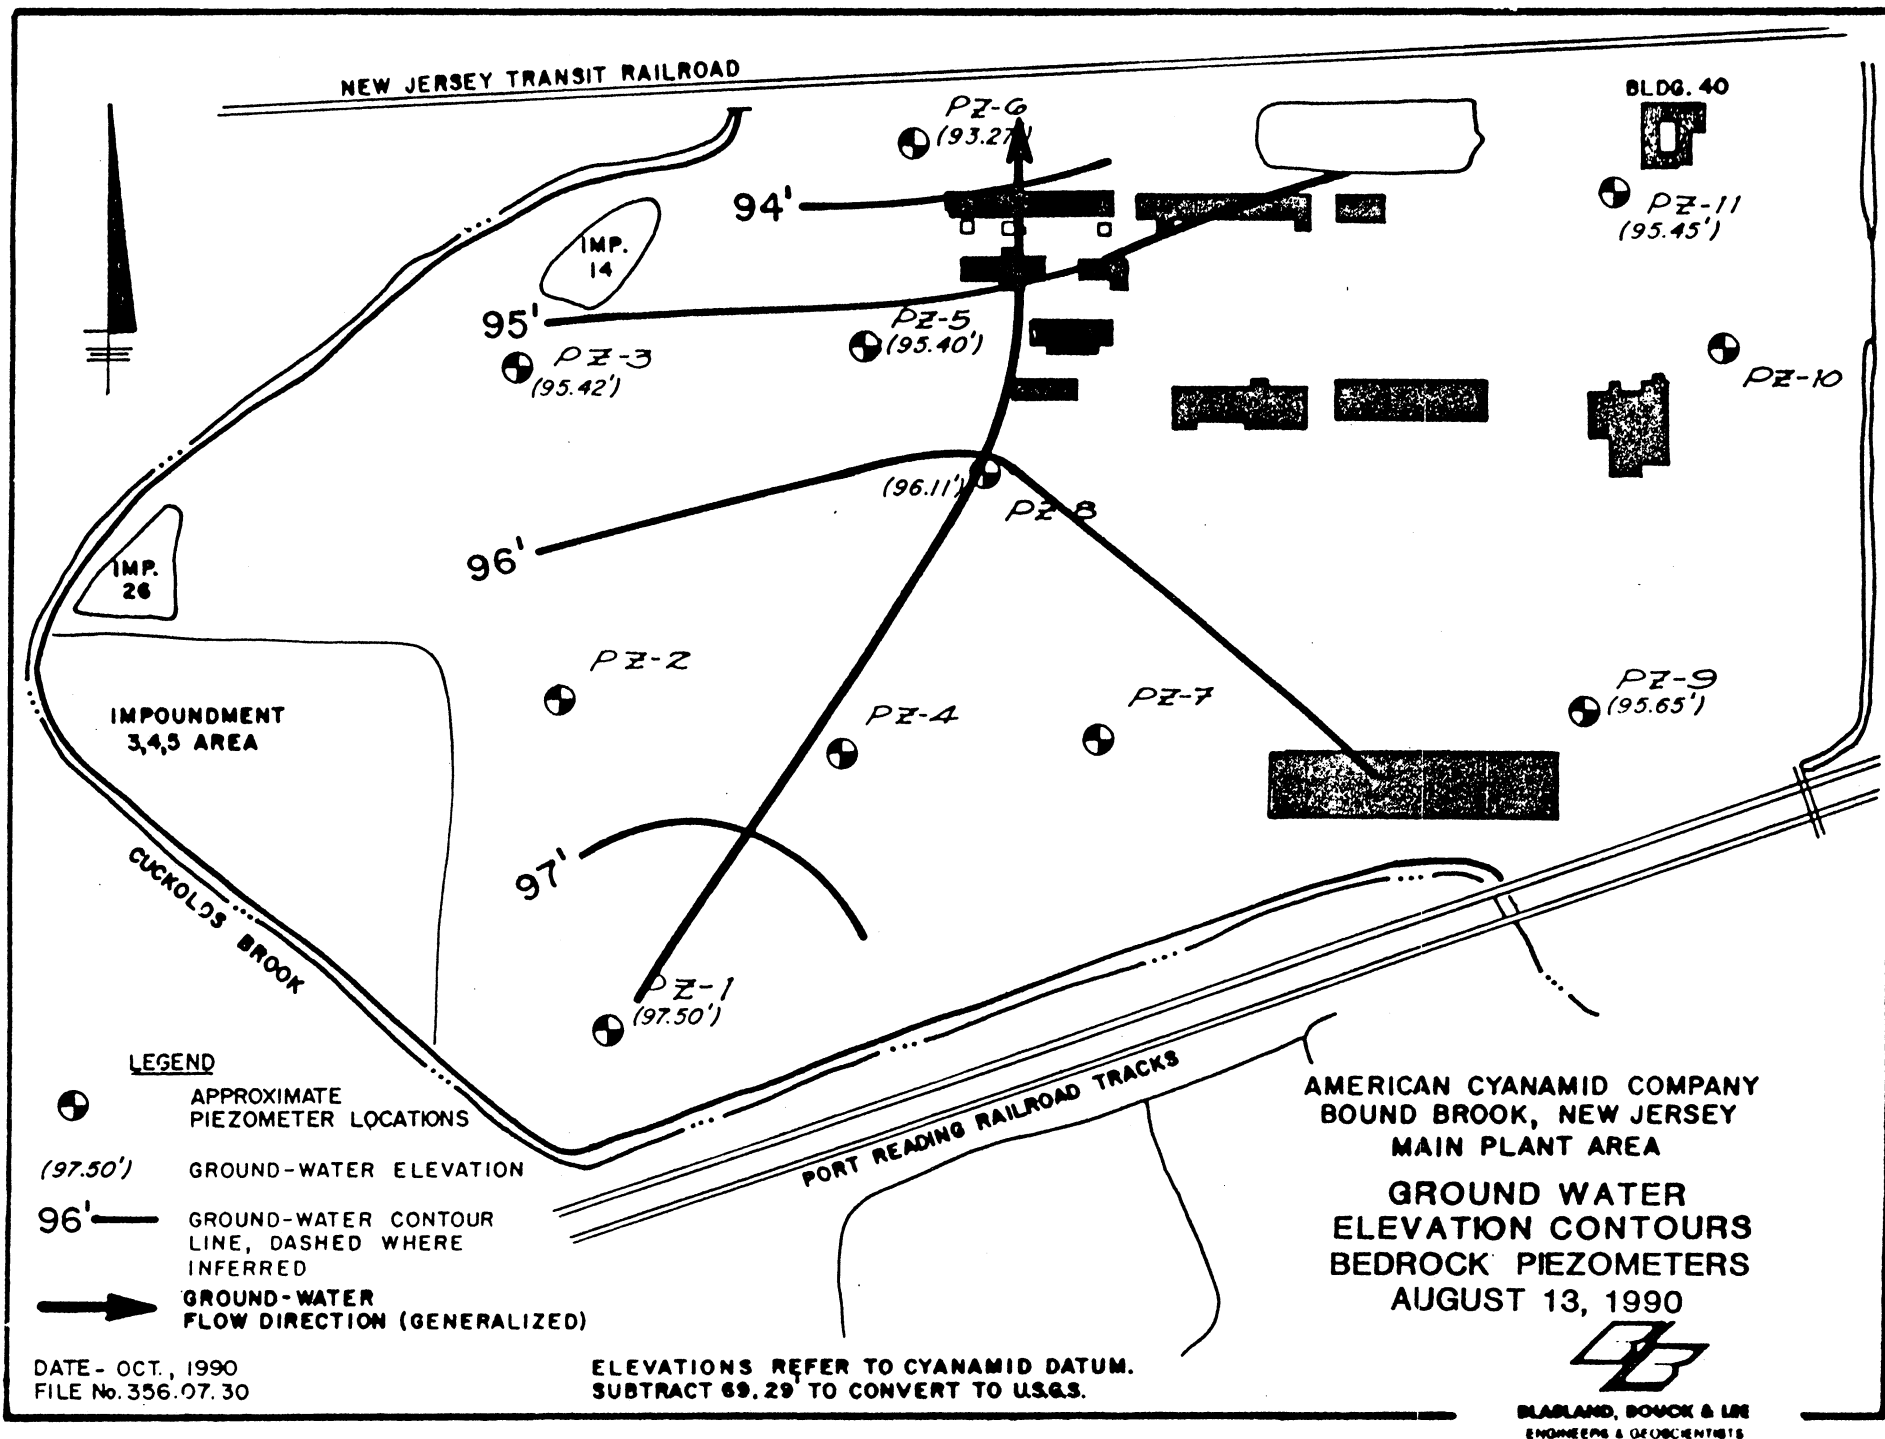 NEW JERSEY TRANSIT RAILROAD
BLDG. 40
PZ-6
(93.27')
94'
PZ-11
(95.45')
IMP.
14
95'
PZ-5
(95.40')
PZ-3
(95.42')
PZ-10
(96.11')
PZ-8
96'
IMP.
26
PZ-2
PZ-4
PZ-7
PZ-9
(95.65')
IMPOUNDMENT
3,4,5 AREA
97'
CUCKOLDS BROOK
PZ-1
(97.50')
PORT READING RAILROAD TRACKS
LEGEND
APPROXIMATE
PIEZOMETER LOCATIONS
(97.50') GROUND-WATER ELEVATION
96' GROUND-WATER CONTOUR
LINE, DASHED WHERE
INFERRED
GROUND-WATER
FLOW DIRECTION (GENERALIZED)
DATE - OCT., 1990
FILE No. 356.07.30
ELEVATIONS REFER TO CYANAMID DATUM.
SUBTRACT 69.29' TO CONVERT TO U.S.G.S.
AMERICAN CYANAMID COMPANY
BOUND BROOK, NEW JERSEY
MAIN PLANT AREA
GROUND WATER
ELEVATION CONTOURS
BEDROCK PIEZOMETERS
AUGUST 13, 1990
BLASLAND, BOUCK & LEE
ENGINEERS & GEOSCIENTISTS